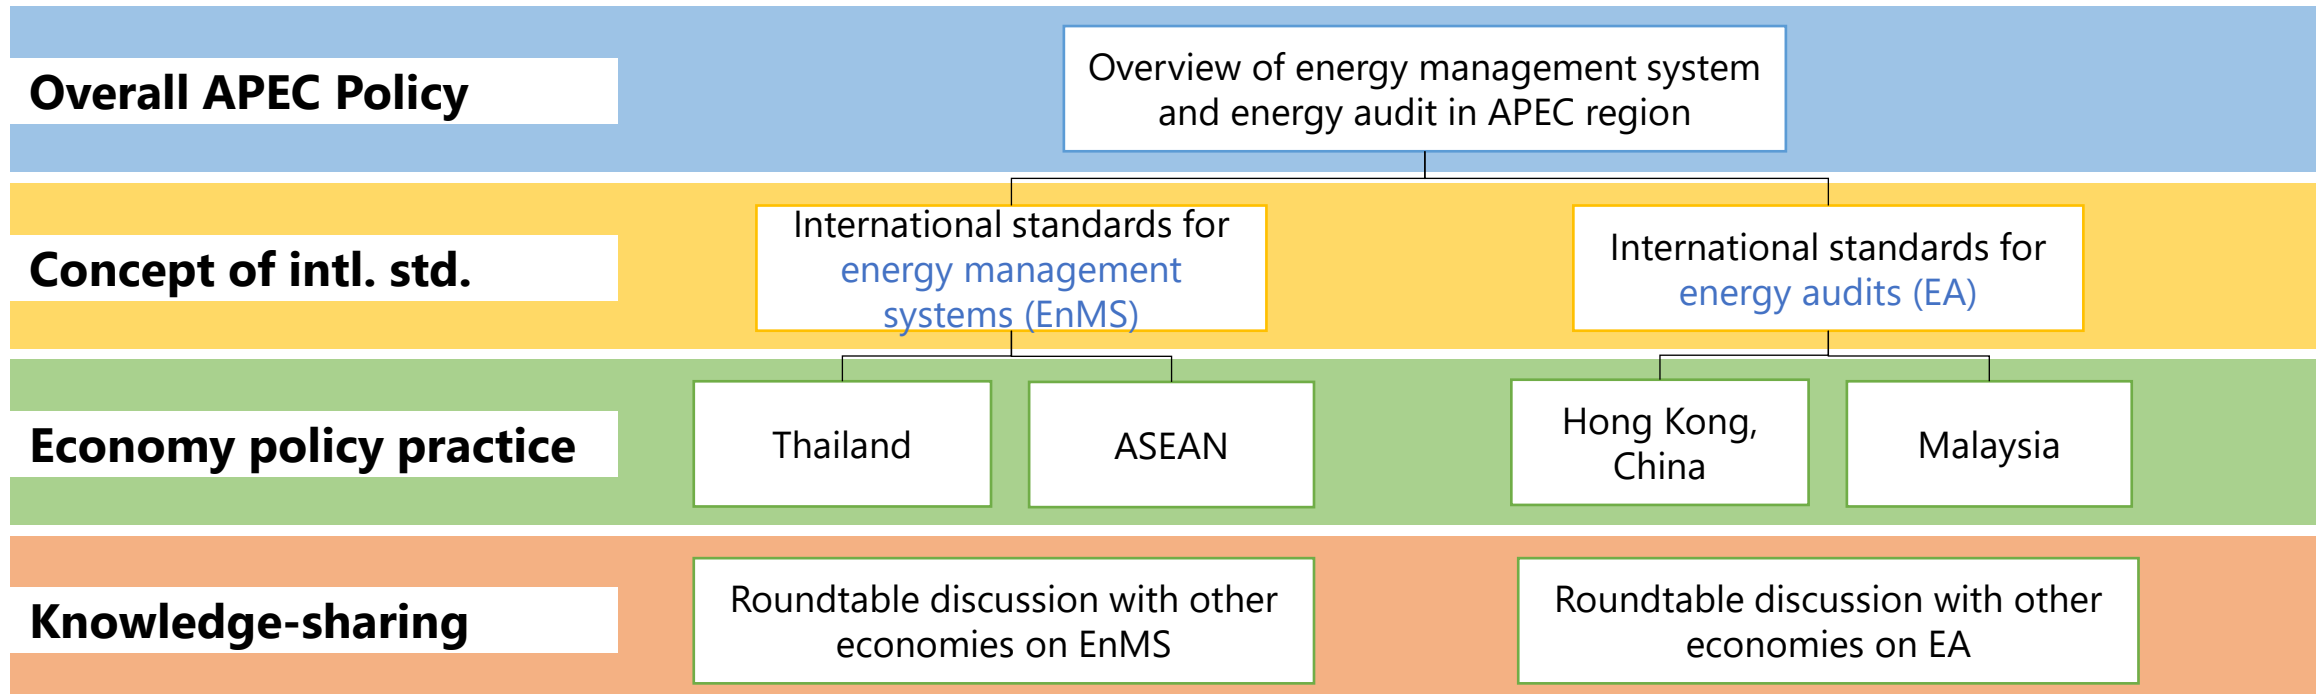 Overall APEC Policy
Overview of energy management system
and energy audit in APEC region
Concept of intl. std.
International standards for
energy management
systems (EnMS)
International standards for
energy audits (EA)
Economy policy practice
Thailand
ASEAN
Hong Kong,
China
Malaysia
Knowledge-sharing
Roundtable discussion with other
economies on EnMS
Roundtable discussion with other
economies on EA